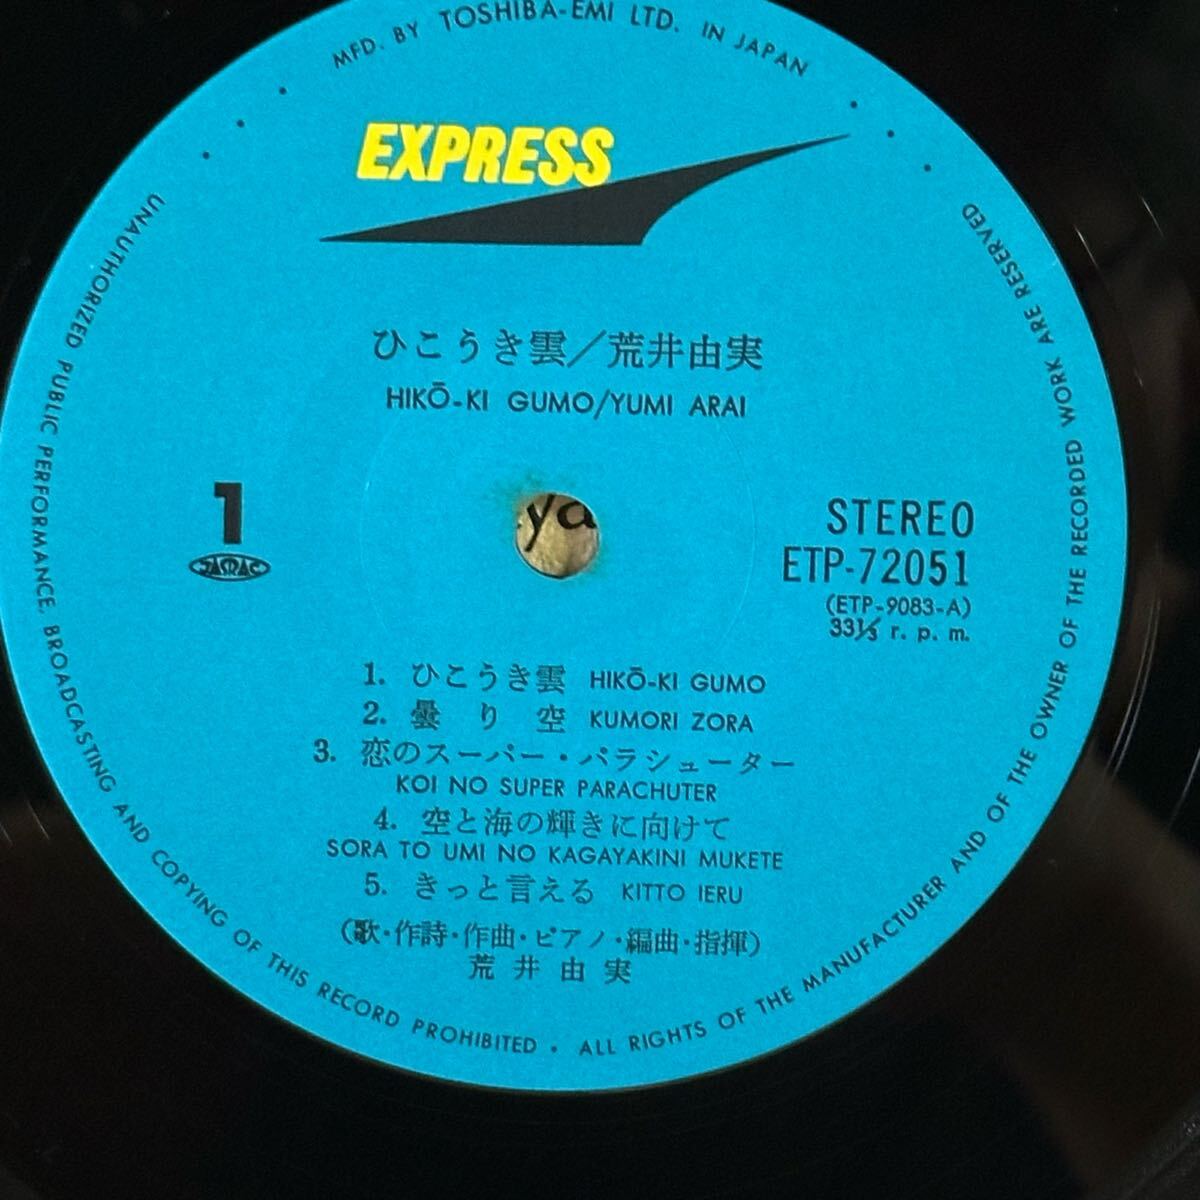 MFD. BY TOSHIBA-EMI LTD. IN JAPAN
EXPRESS
ひこうき雲/荒井由実
HIKŌ-KI GUMO/YUMI ARAI
1
JASRAC
STEREO
ETP-72051
(ETP-9083-A)
33⅓ r. p. m.
ya
1. ひこうき雲 HIKŌ-KI GUMO
2. 曇り空 KUMORI ZORA
3. 恋のスーパー・パラシューター
KOI NO SUPER PARACHUTER
4. 空と海の輝きに向けて
SORA TO UMI NO KAGAYAKINI MUKETE
5. きっと言える KITTO IERU
(歌・作詩・作曲・ピアノ・編曲・指揮)
荒井由実
UNAUTHORIZED PUBLIC PERFORMANCE, BROADCASTING AND COPYING OF THIS RECORD PROHIBITED • ALL RIGHTS OF THE MANUFACTURER AND OF THE OWNER OF THE RECORDED WORK ARE RESERVED